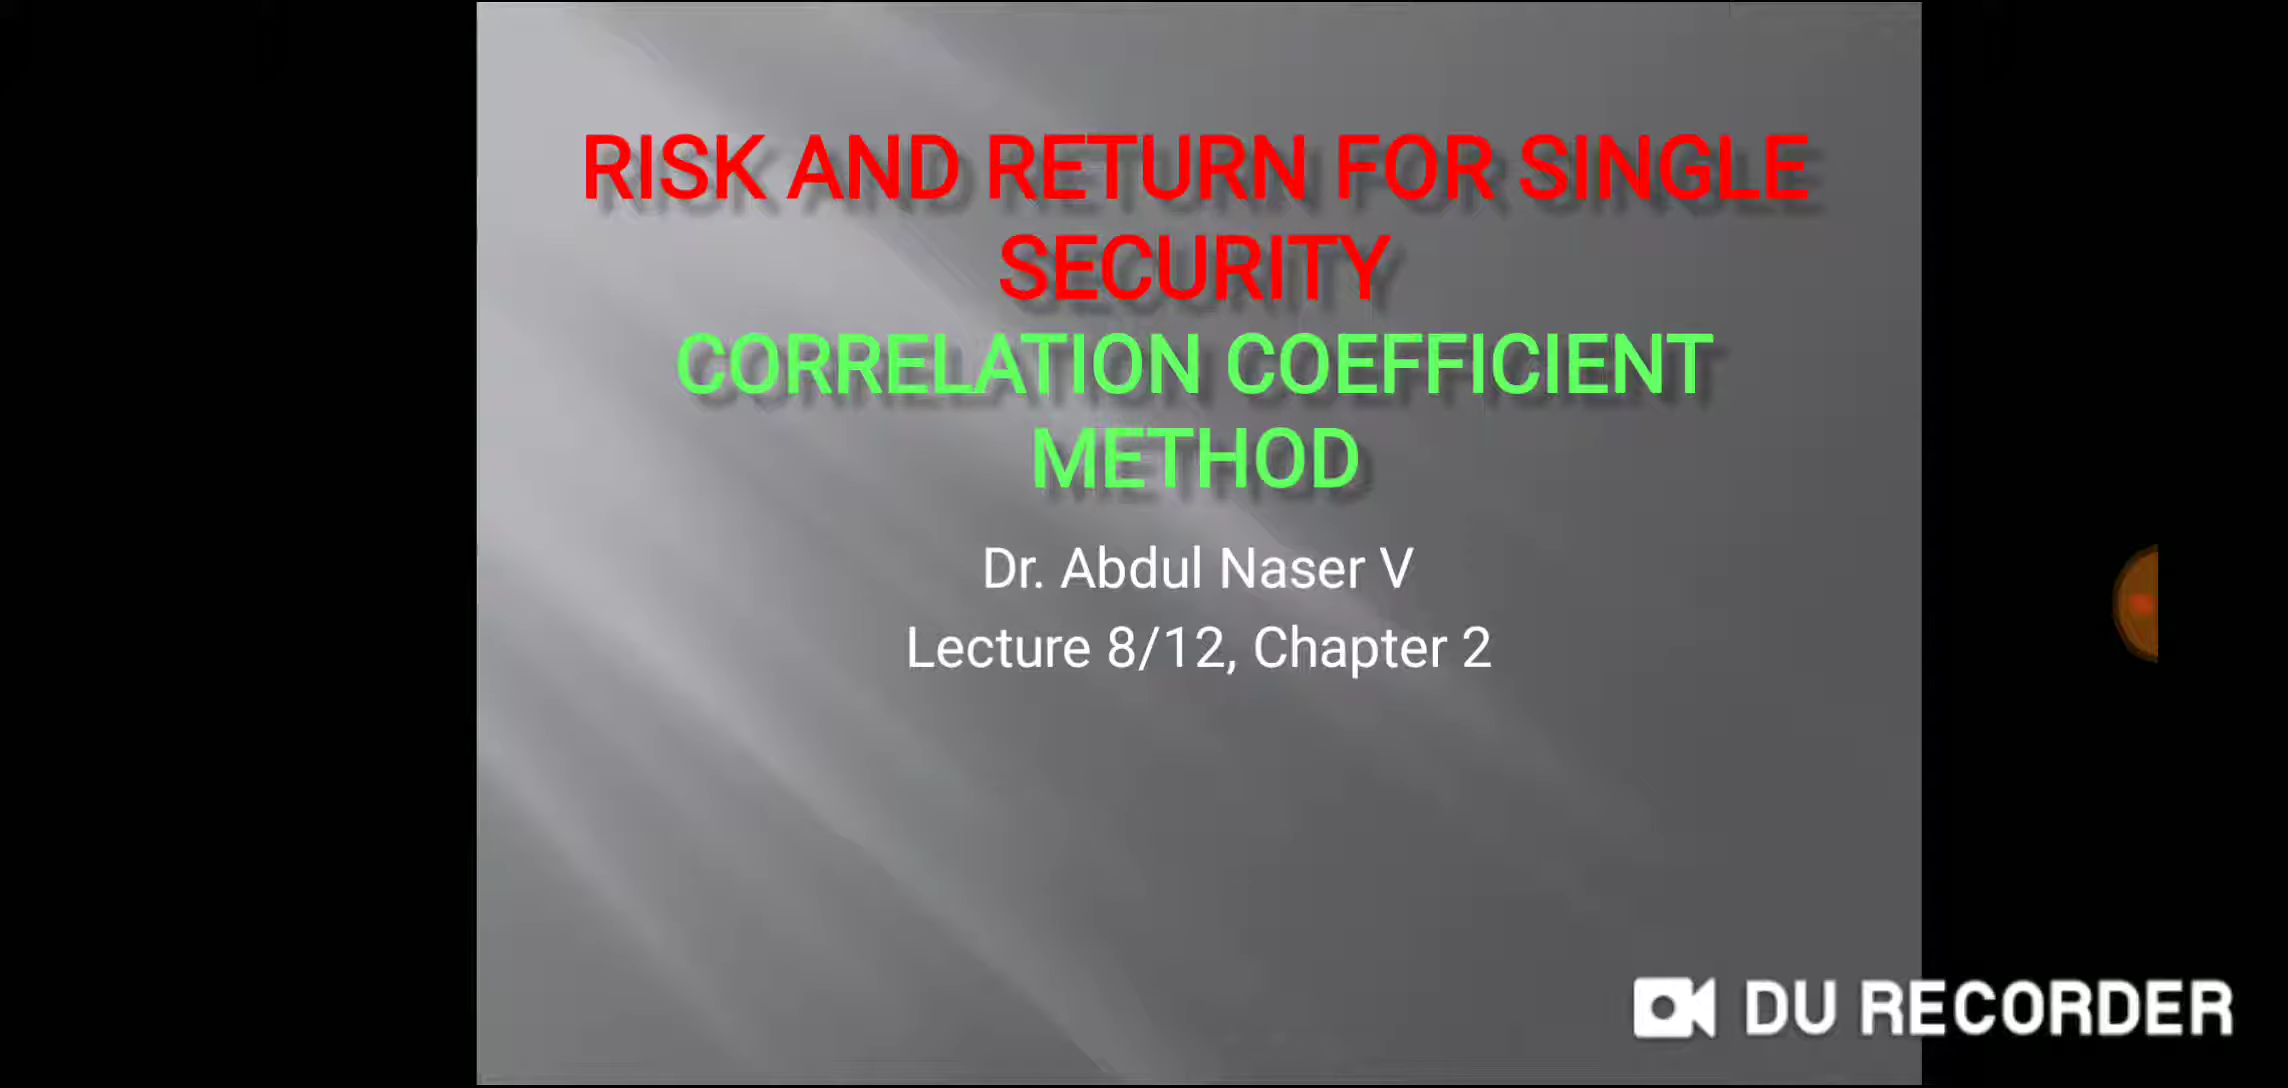 RISK AND RETURN FOR SINGLE
SECURITY
CORRELATION COEFFICIENT
METHOD
Dr. Abdul Naser V
Lecture 8/12, Chapter 2
DU RECORDER